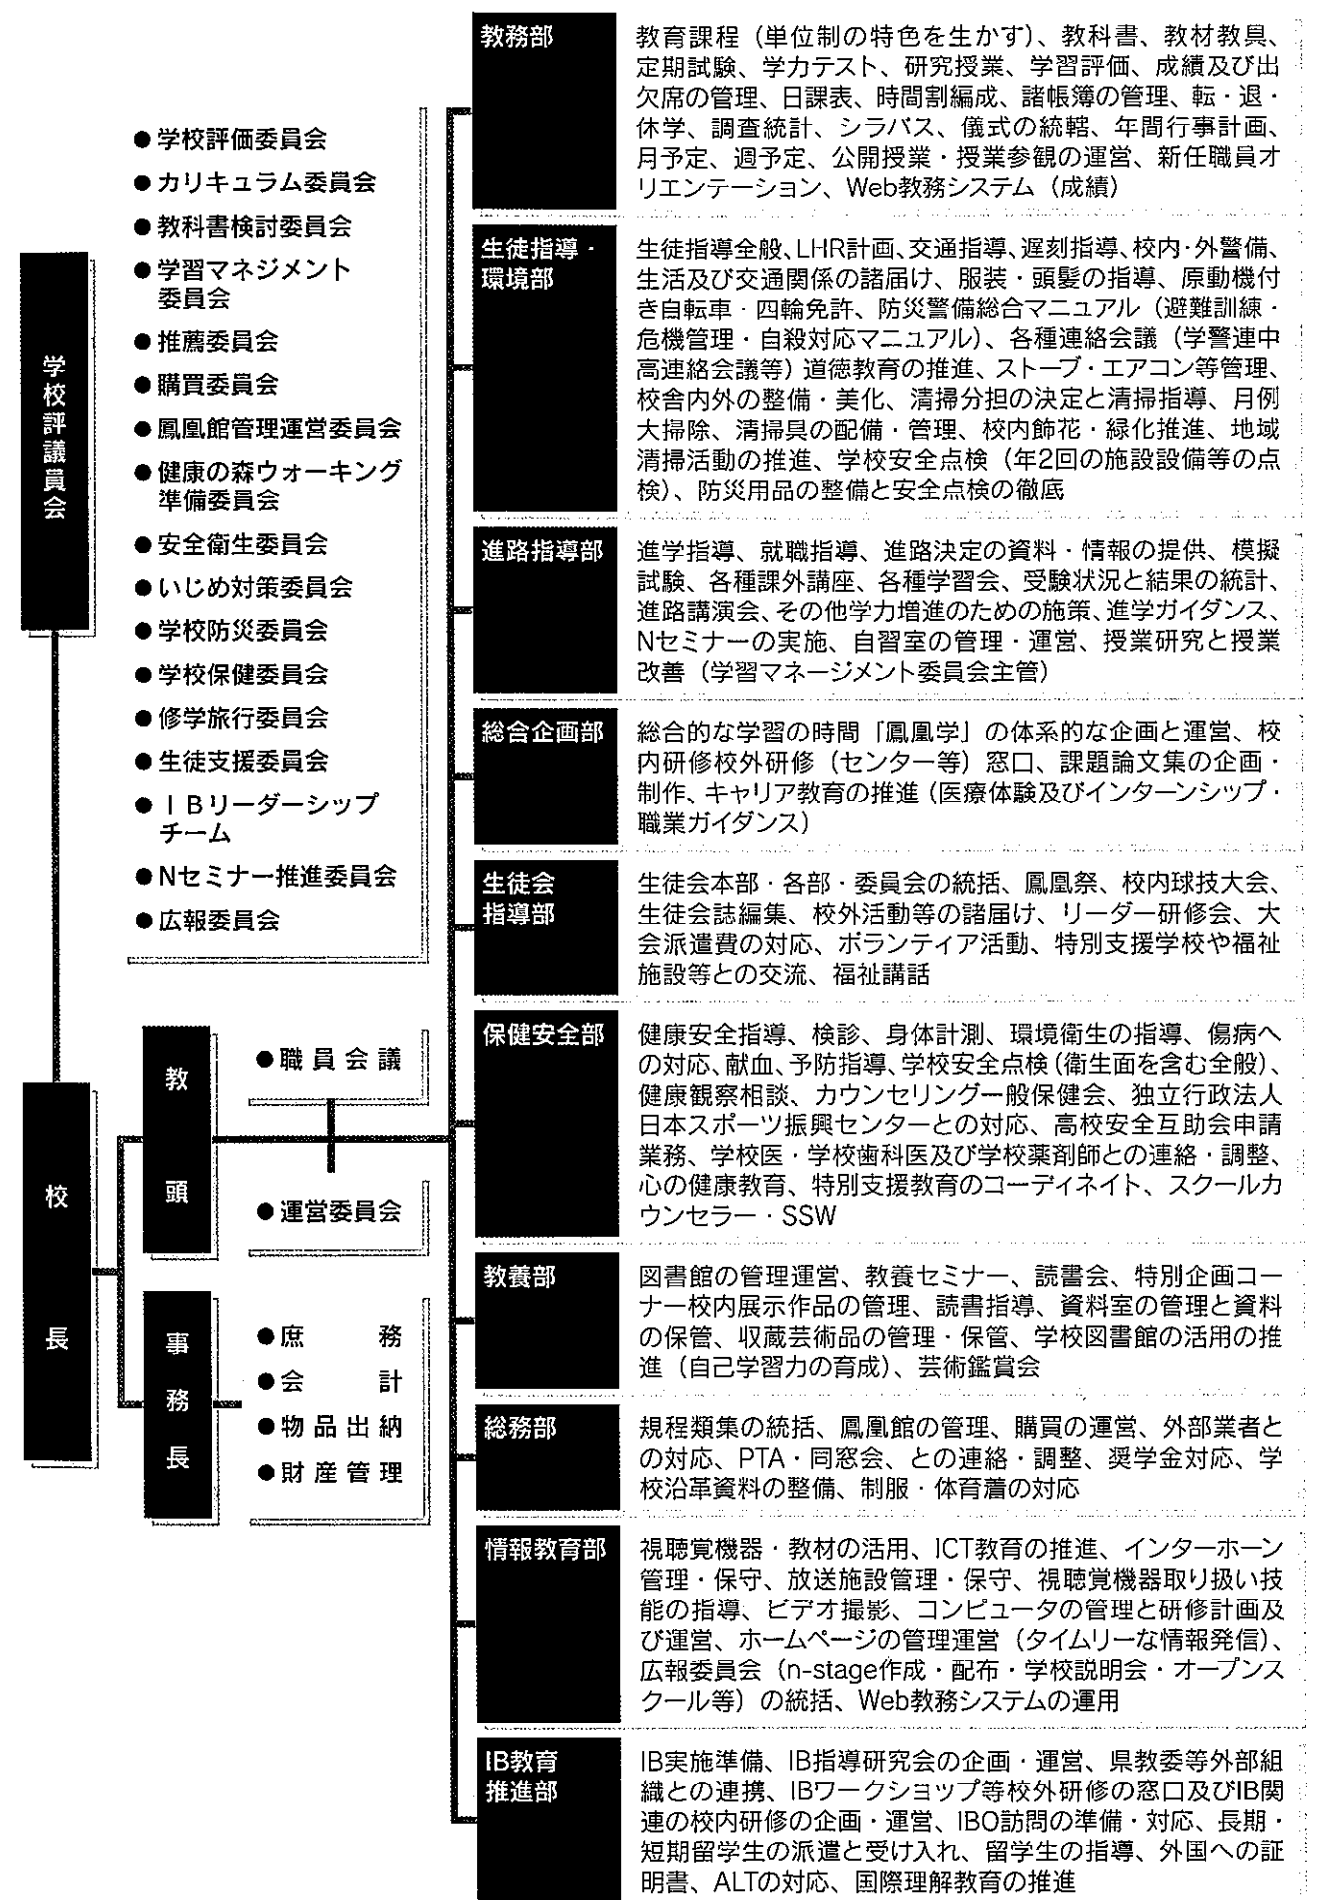 学校評議員会
校長
● 学校評価委員会
● カリキュラム委員会
● 教科書検討委員会
● 学習マネジメント
委員会
● 推薦委員会
● 購買委員会
● 鳳凰館管理運営委員会
● 健康の森ウォーキング
準備委員会
● 安全衛生委員会
● いじめ対策委員会
● 学校防災委員会
● 学校保健委員会
● 修学旅行委員会
● 生徒支援委員会
● IBリーダーシップ
チーム
● Nセミナー推進委員会
● 広報委員会
教頭
● 職員会議
● 運営委員会
事務長
● 庶務
● 会計
● 物品出納
● 財産管理
教務部
教育課程（単位制の特色を生かす）、教科書、教材教具、
定期試験、学力テスト、研究授業、学習評価、成績及び出
欠席の管理、日課表、時間割編成、諸帳簿の管理、転・退・
休学、調査統計、シラバス、儀式の統轄、年間行事計画、
月予定、週予定、公開授業・授業参観の運営、新任職員オ
リエンテーション、Web教務システム（成績）
生徒指導・
環境部
生徒指導全般、LHR計画、交通指導、遅刻指導、校内・外警備、
生活及び交通関係の諸届け、服装・頭髪の指導、原動機付
き自転車・四輪免許、防災警備総合マニュアル（避難訓練・
危機管理・自殺対応マニュアル）、各種連絡会議（学警連中
高連絡会議等）道徳教育の推進、ストーブ・エアコン等管理、
校舎内外の整備・美化、清掃分担の決定と清掃指導、月例
大掃除、清掃具の配備・管理、校内飾花・緑化推進、地域
清掃活動の推進、学校安全点検（年2回の施設設備等の点
検）、防災用品の整備と安全点検の徹底
進路指導部
進学指導、就職指導、進路決定の資料・情報の提供、模擬
試験、各種課外講座、各種学習会、受験状況と結果の統計、
進路講演会、その他学力増進のための施策、進学ガイダンス、
Nセミナーの実施、自習室の管理・運営、授業研究と授業
改善（学習マネージメント委員会主管）
総合企画部
総合的な学習の時間「鳳凰学」の体系的な企画と運営、校
内研修校外研修（センター等）窓口、課題論文集の企画・
制作、キャリア教育の推進（医療体験及びインターンシップ・
職業ガイダンス）
生徒会
指導部
生徒会本部・各部・委員会の統括、鳳凰祭、校内球技大会、
生徒会誌編集、校外活動等の諸届け、リーダー研修会、大
会派遣費の対応、ボランティア活動、特別支援学校や福祉
施設等との交流、福祉講話
保健安全部
健康安全指導、検診、身体計測、環境衛生の指導、傷病へ
の対応、献血、予防指導、学校安全点検（衛生面を含む全般）、
健康観察相談、カウンセリング一般保健会、独立行政法人
日本スポーツ振興センターとの対応、高校安全互助会申請
業務、学校医・学校歯科医及び学校薬剤師との連絡・調整、
心の健康教育、特別支援教育のコーディネイト、スクールカ
ウンセラー・SSW
教養部
図書館の管理運営、教養セミナー、読書会、特別企画コー
ナー校内展示作品の管理、読書指導、資料室の管理と資料
の保管、収蔵芸術品の管理・保管、学校図書館の活用の推
進（自己学習力の育成）、芸術鑑賞会
総務部
規程類集の統括、鳳凰館の管理、購買の運営、外部業者と
の対応、PTA・同窓会、との連絡・調整、奨学金対応、学
校沿革資料の整備、制服・体育着の対応
情報教育部
視聴覚機器・教材の活用、ICT教育の推進、インターホーン
管理・保守、放送施設管理・保守、視聴覚機器取り扱い技
能の指導、ビデオ撮影、コンピュータの管理と研修計画及
び運営、ホームページの管理運営（タイムリーな情報発信）、
広報委員会（n-stage作成・配布・学校説明会・オープンス
クール等）の統括、Web教務システムの運用
IB教育
推進部
IB実施準備、IB指導研究会の企画・運営、県教委等外部組
織との連携、IBワークショップ等校外研修の窓口及びIB関
連の校内研修の企画・運営、IBO訪問の準備・対応、長期・
短期留学生の派遣と受け入れ、留学生の指導、外国への証
明書、ALTの対応、国際理解教育の推進